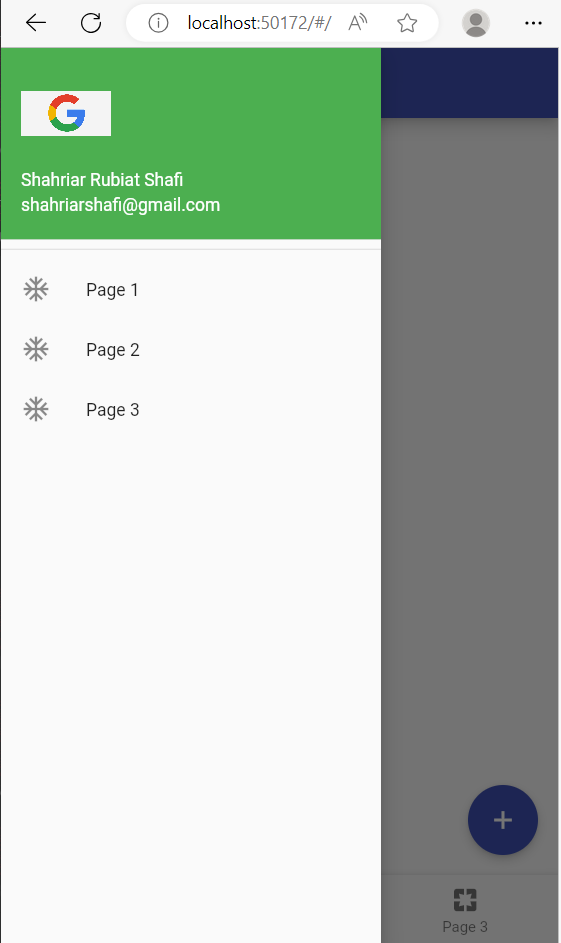 localhost:50172/#/
Shahriar Rubiat Shafi
shahriarshafi@gmail.com
Page 1
Page 2
Page 3
Page 3